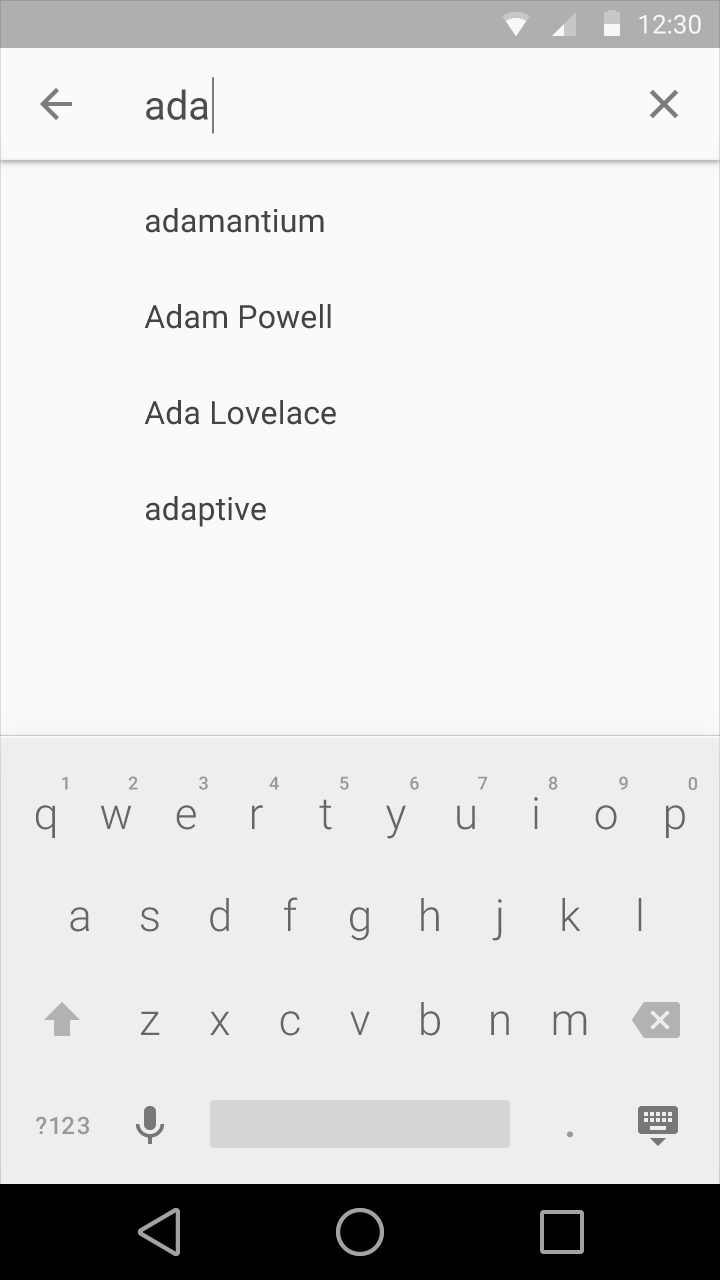 12:30
ada
adamantium
Adam Powell
Ada Lovelace
adaptive
1 2 3 4 5 6 7 8 9 0
q w e r t y u i o p
a s d f g h j k l
z x c v b n m
?123 .